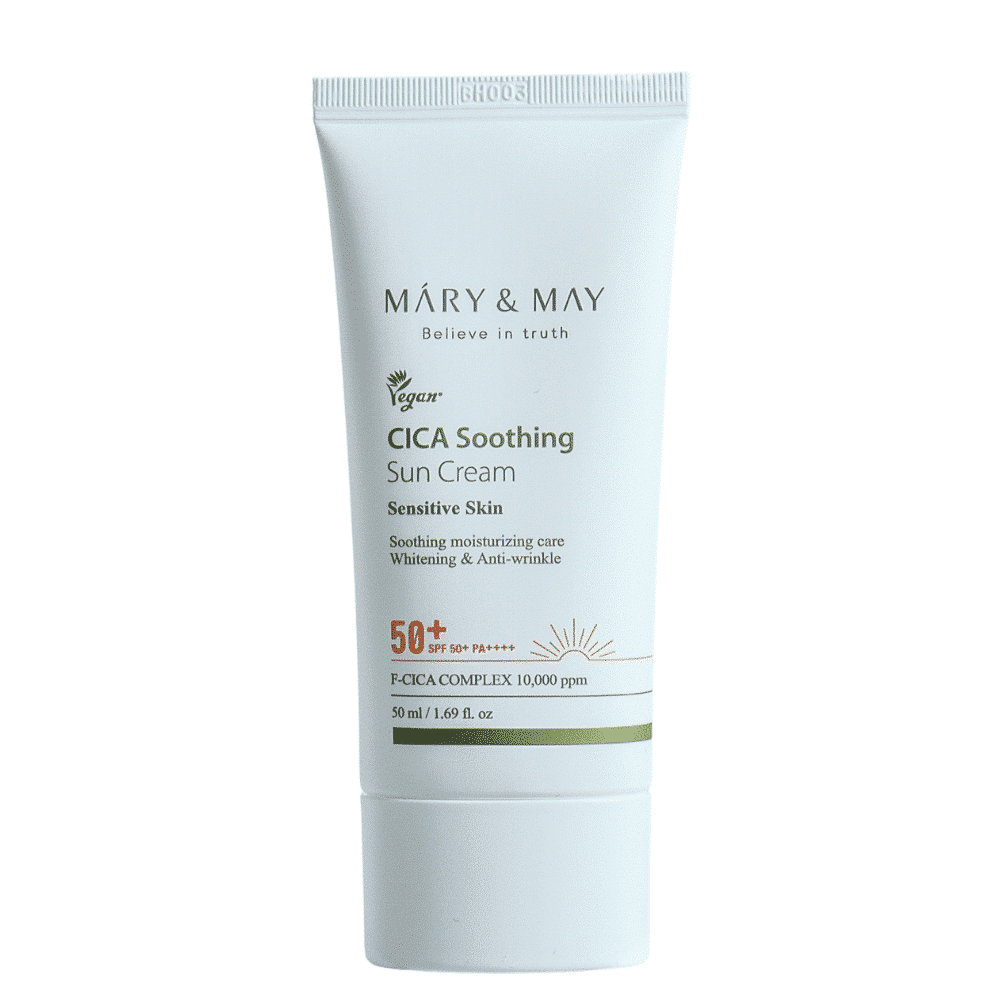 BH003
MÁRY & MAY
Believe in truth
Vegan
CICA Soothing
Sun Cream
Sensitive Skin
Soothing moisturizing care
Whitening & Anti-wrinkle
50+
SPF 50+ PA++++
F-CICA COMPLEX 10,000 ppm
50 ml / 1.69 fl. oz